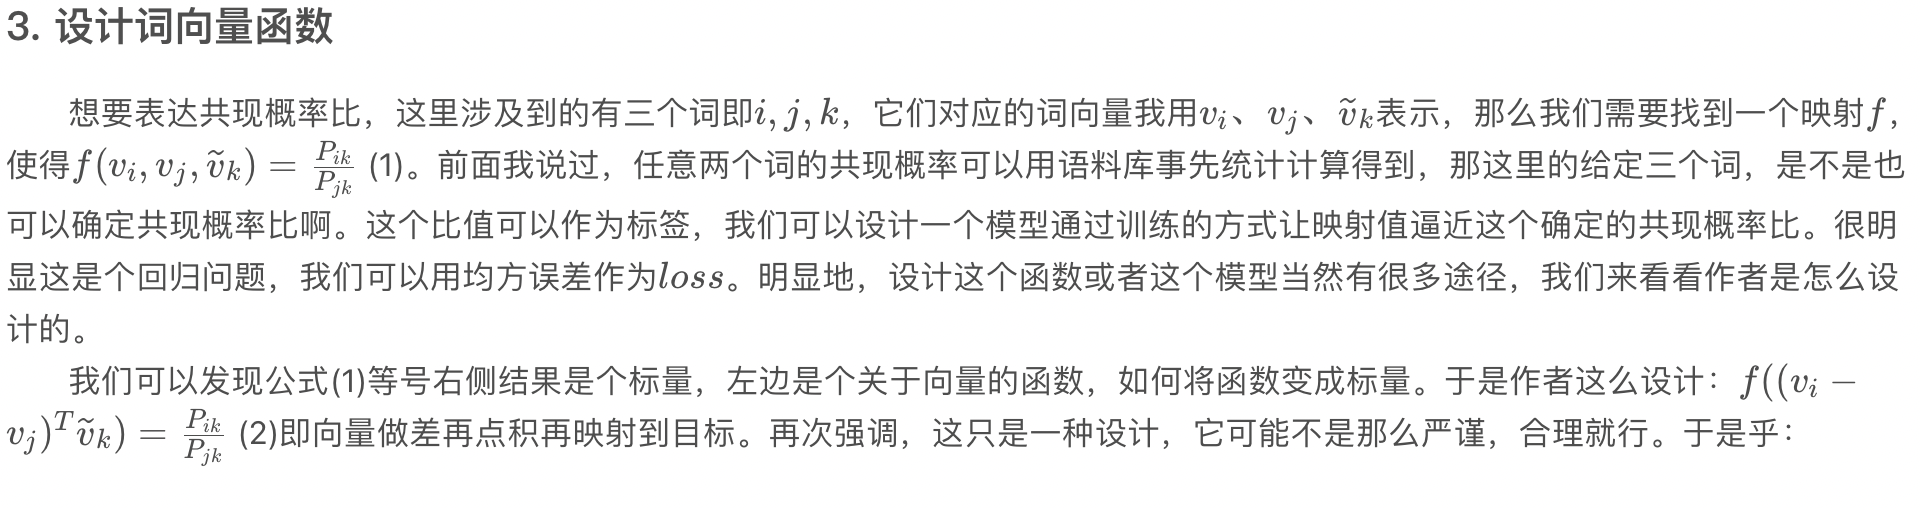 3. 设计词向量函数
想要表达共现概率比，这里涉及到的有三个词即$i, j, k$，它们对应的词向量我用$v_i$、$v_j$、$\tilde{v}_k$表示，那么我们需要找到一个映射$f$，
使得$f(v_i, v_j, \tilde{v}_k) = \frac{P_{ik}}{P_{jk}}$ (1)。前面我说过，任意两个词的共现概率可以用语料库事先统计计算得到，那这里的给定三个词，是不是也
可以确定共现概率比啊。这个比值可以作为标签，我们可以设计一个模型通过训练的方式让映射值逼近这个确定的共现概率比。很明
显这是个回归问题，我们可以用均方误差作为$loss$。明显地，设计这个函数或者这个模型当然有很多途径，我们来看看作者是怎么设
计的。
我们可以发现公式(1)等号右侧结果是个标量，左边是个关于向量的函数，如何将函数变成标量。于是作者这么设计：$f((v_i -$
$v_j)^T \tilde{v}_k) = \frac{P_{ik}}{P_{jk}}$ (2)即向量做差再点积再映射到目标。再次强调，这只是一种设计，它可能不是那么严谨，合理就行。于是乎：